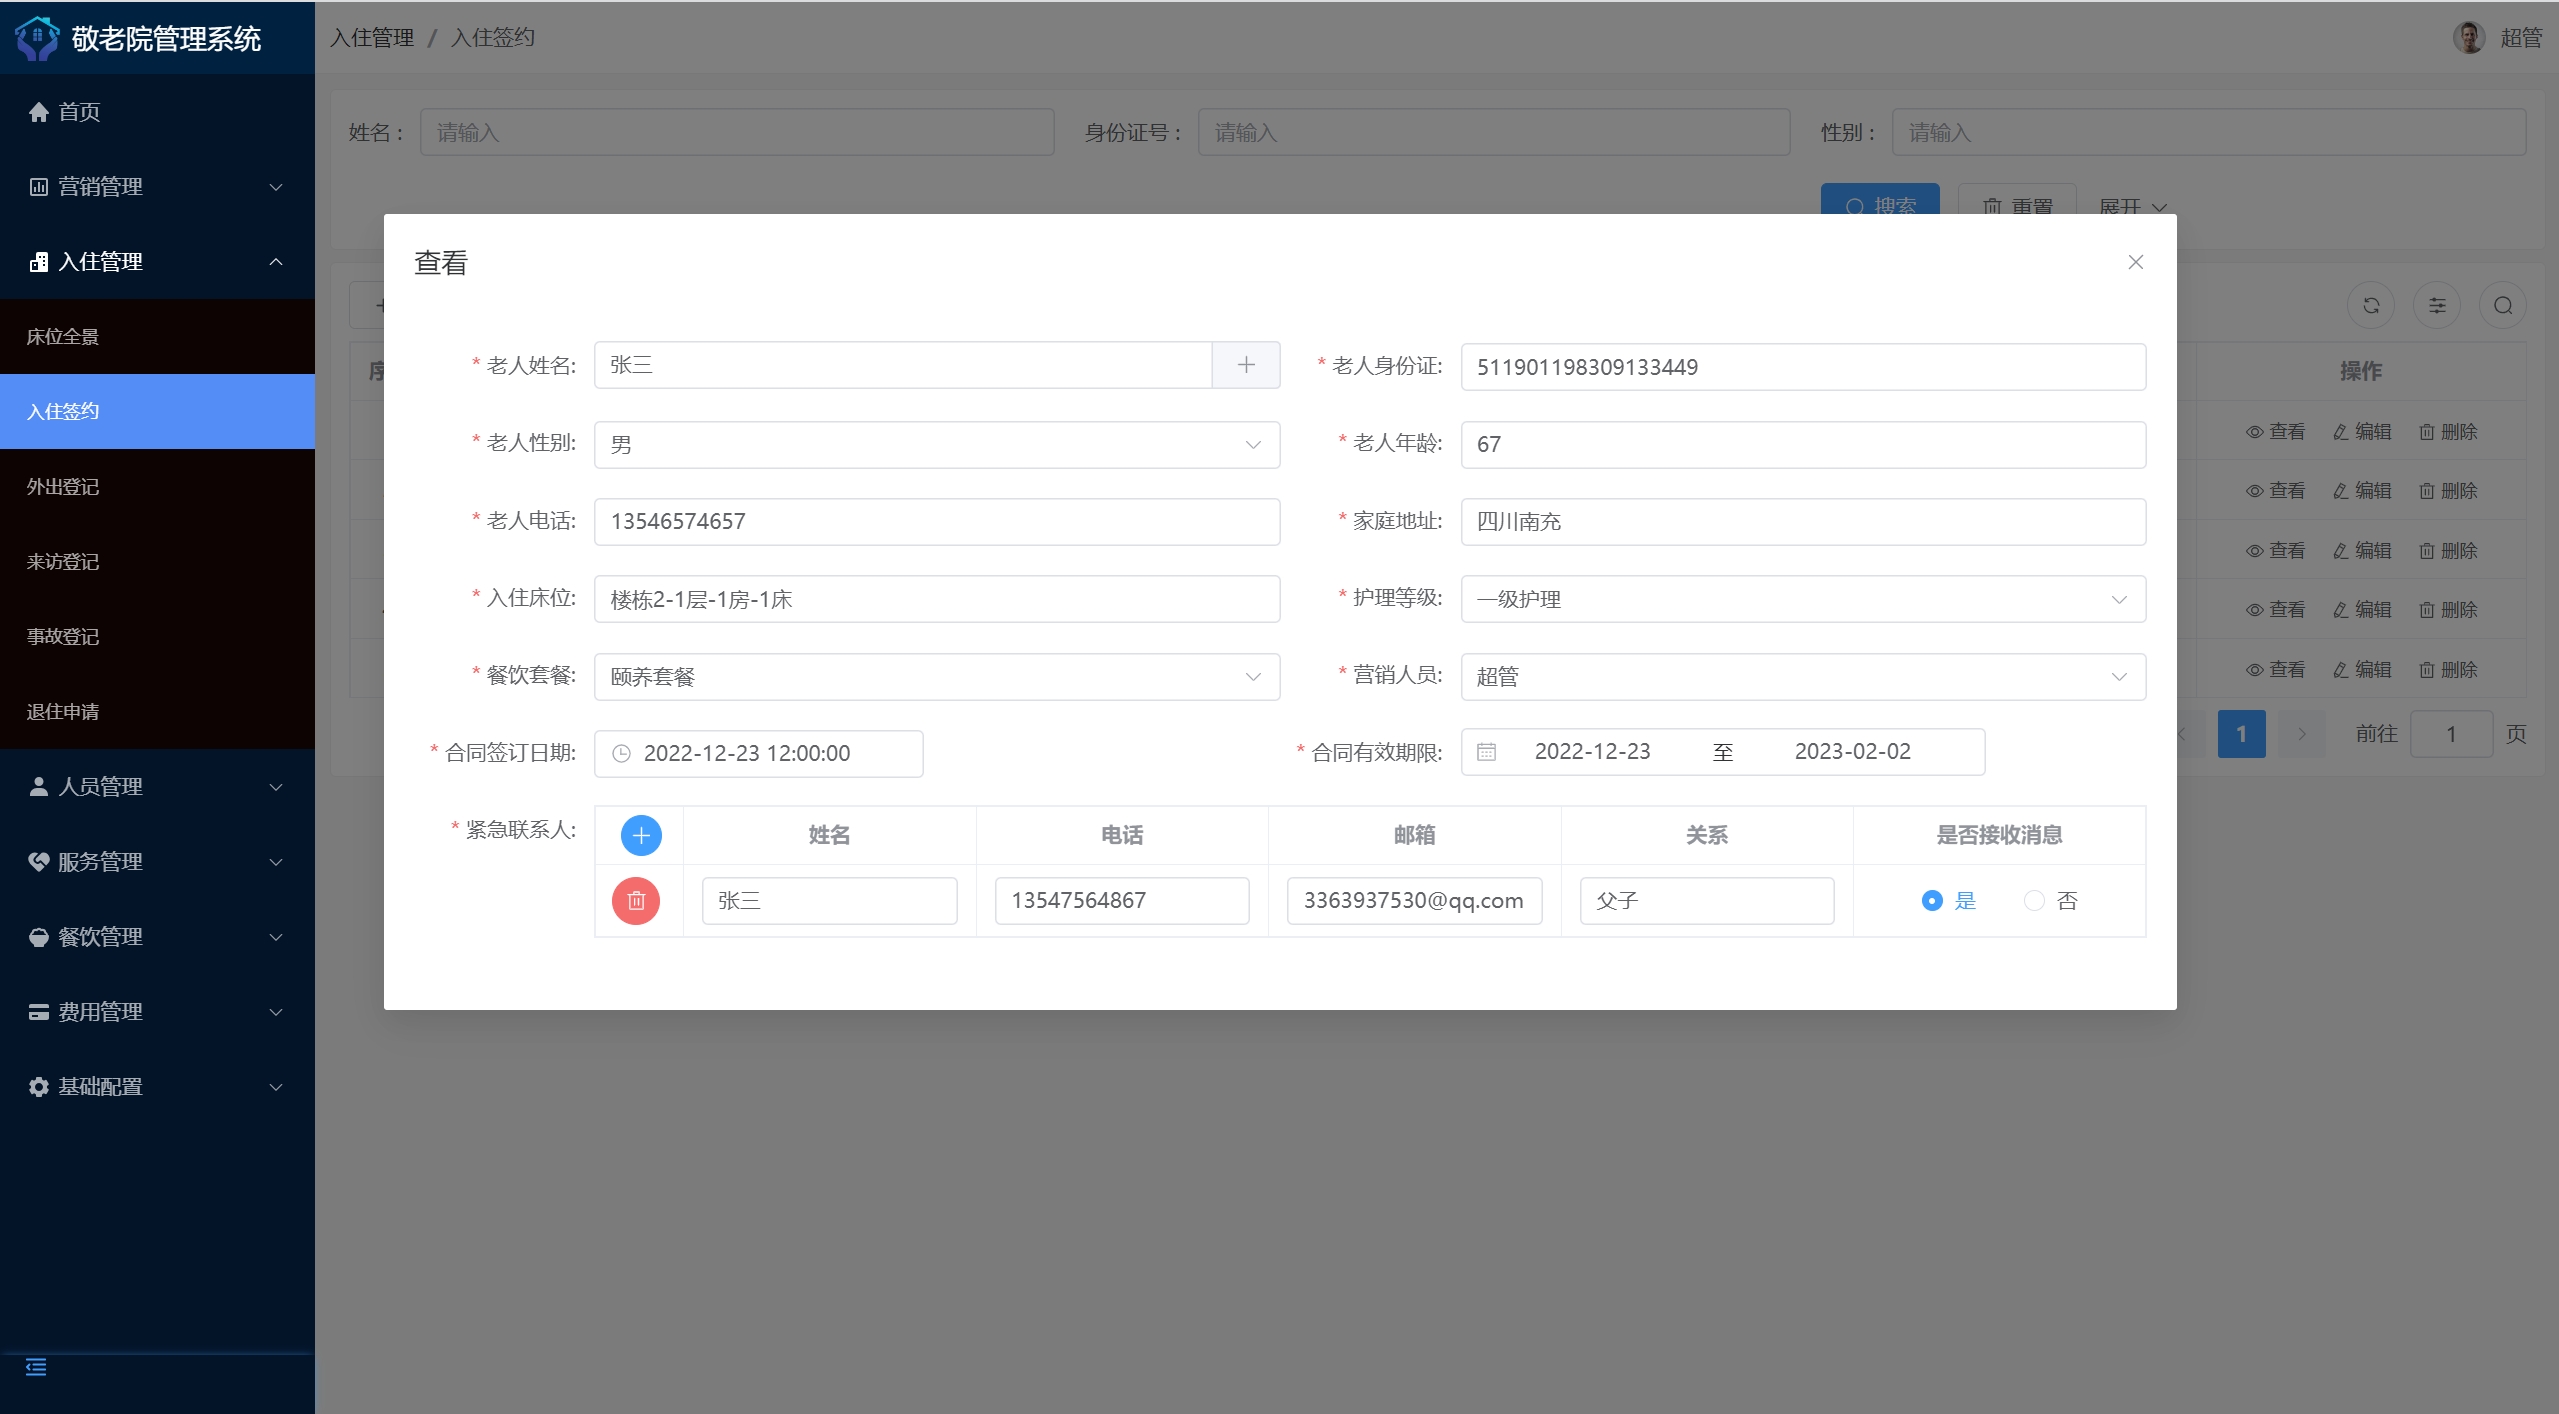 敬老院管理系统
入住管理 / 入住签约
超管
首页
营销管理
入住管理
床位全景
入住签约
外出登记
来访登记
事故登记
退住申请
人员管理
服务管理
餐饮管理
费用管理
基础配置
姓名： 请输入 身份证号： 请输入 性别： 请输入
搜索 重置 展开
操作
查看 编辑 删除
查看 编辑 删除
查看 编辑 删除
查看 编辑 删除
查看 编辑 删除
1 前往 1 页
查看
* 老人姓名: 张三 * 老人身份证: 511901198309133449
* 老人性别: 男 * 老人年龄: 67
* 老人电话: 13546574657 * 家庭地址: 四川南充
* 入住床位: 楼栋2-1层-1房-1床 * 护理等级: 一级护理
* 餐饮套餐: 颐养套餐 * 营销人员: 超管
* 合同签订日期: 2022-12-23 12:00:00 * 合同有效期限: 2022-12-23 至 2023-02-02
* 紧急联系人: 姓名 电话 邮箱 关系 是否接收消息
张三 13547564867 3363937530@qq.com 父子 是 否